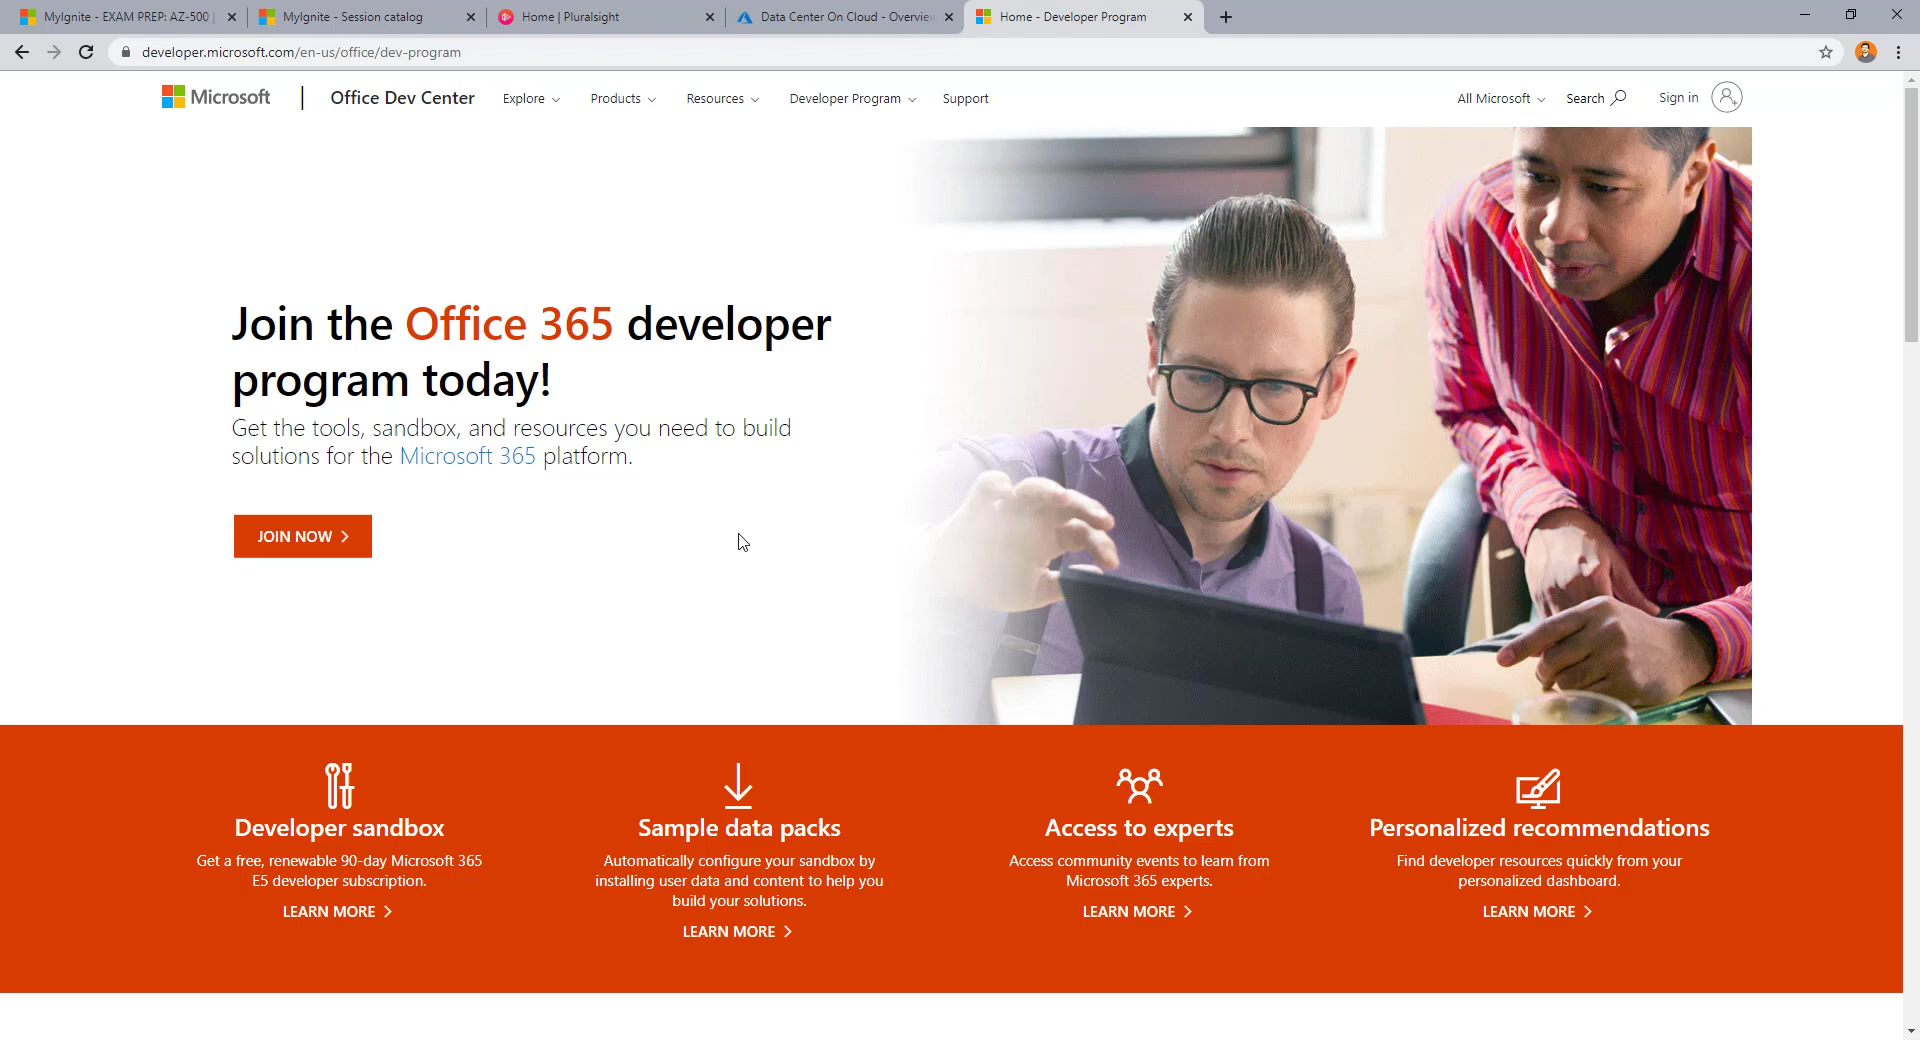 MyIgnite - EXAM PREP: AZ-500
MyIgnite - Session catalog
Home | Pluralsight
Data Center On Cloud - Overview
Home - Developer Program
developer.microsoft.com/en-us/office/dev-program
Microsoft
Office Dev Center
Explore
Products
Resources
Developer Program
Support
All Microsoft
Search
Sign in
Join the Office 365 developer
program today!
Get the tools, sandbox, and resources you need to build
solutions for the Microsoft 365 platform.
JOIN NOW
Developer sandbox
Get a free, renewable 90-day Microsoft 365
E5 developer subscription.
LEARN MORE
Sample data packs
Automatically configure your sandbox by
installing user data and content to help you
build your solutions.
LEARN MORE
Access to experts
Access community events to learn from
Microsoft 365 experts.
LEARN MORE
Personalized recommendations
Find developer resources quickly from your
personalized dashboard.
LEARN MORE